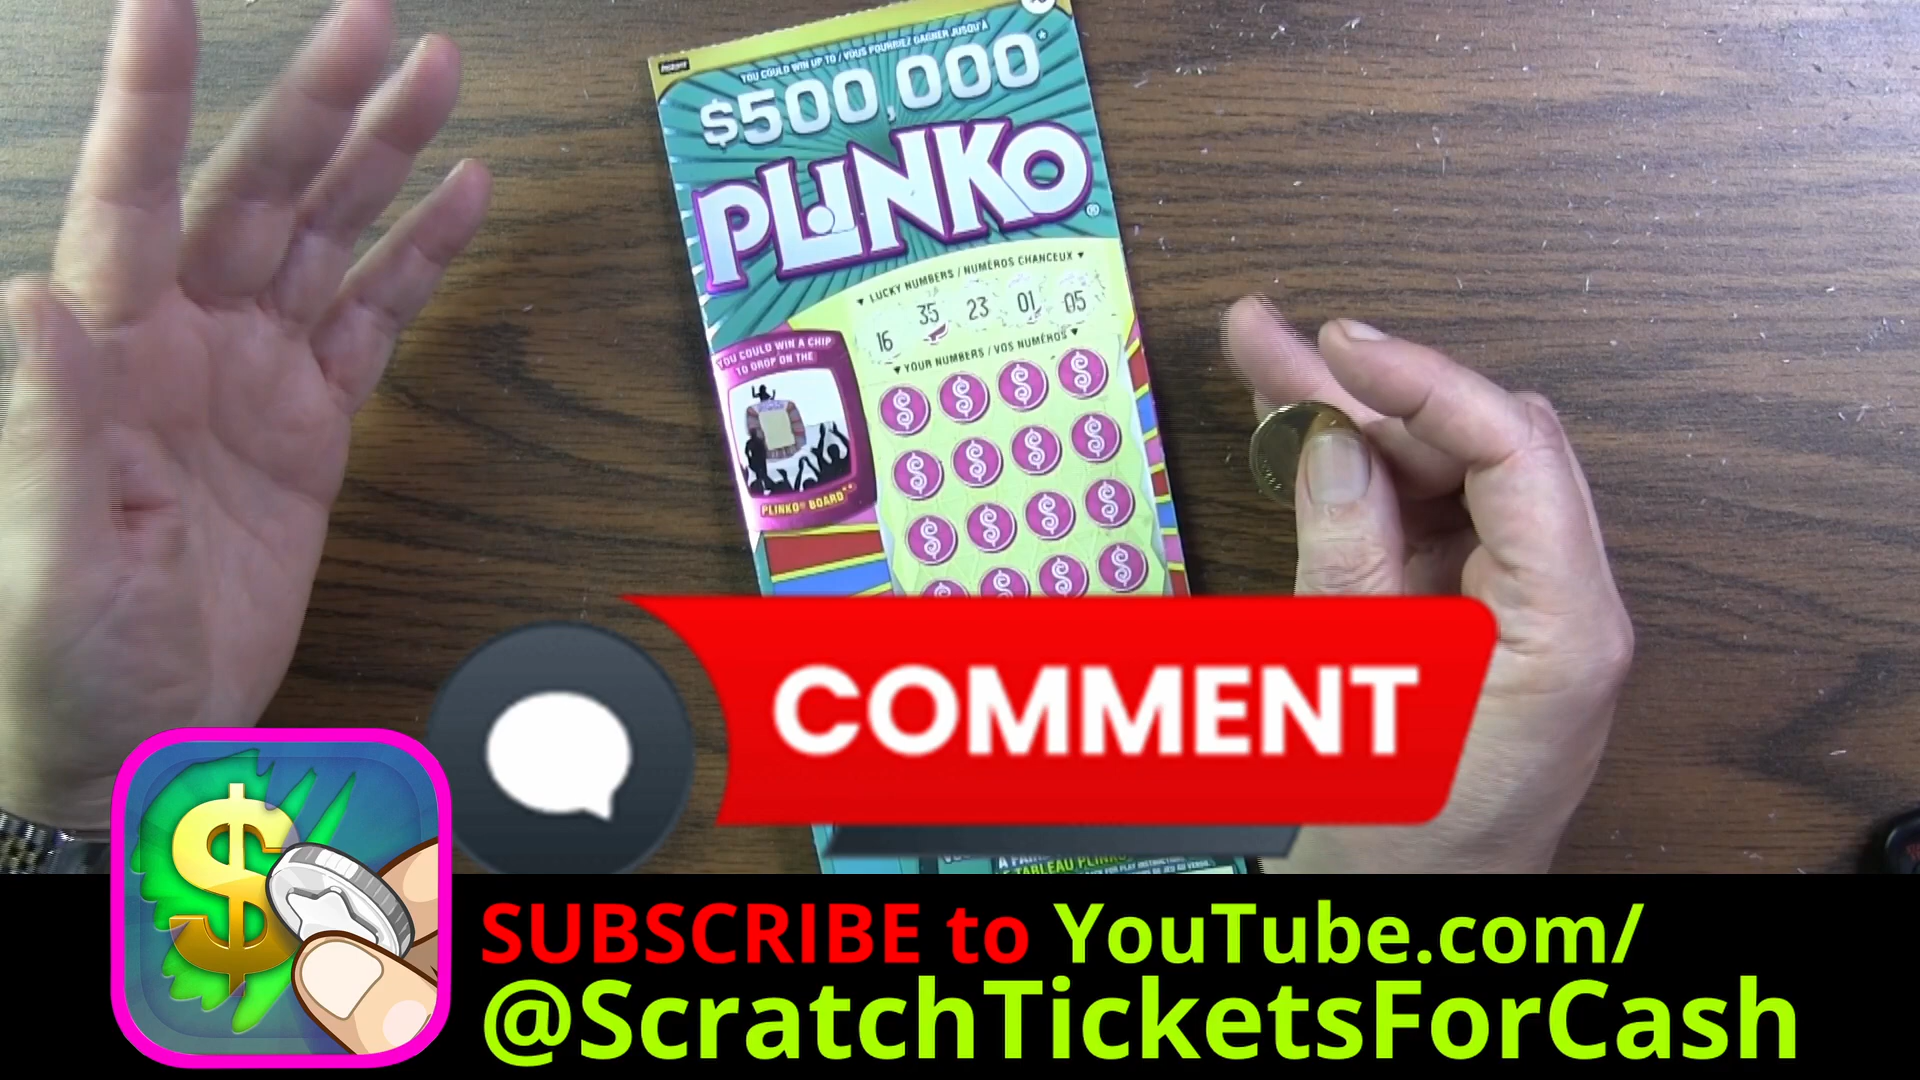 YOU COULD WIN UP TO / VOUS POURRIEZ GAGNER JUSQU'À
$500,000*
PLINKO®
▼ LUCKY NUMBERS / NUMÉROS CHANCEUX ▼
16 35 23 01 05
▼ YOUR NUMBERS / VOS NUMÉROS ▼
YOU COULD WIN A CHIP
TO DROP ON THE
PLINKO® BOARD**
COMMENT
TABLEAU PLINKO
SUBSCRIBE to YouTube.com/
@ScratchTicketsForCash